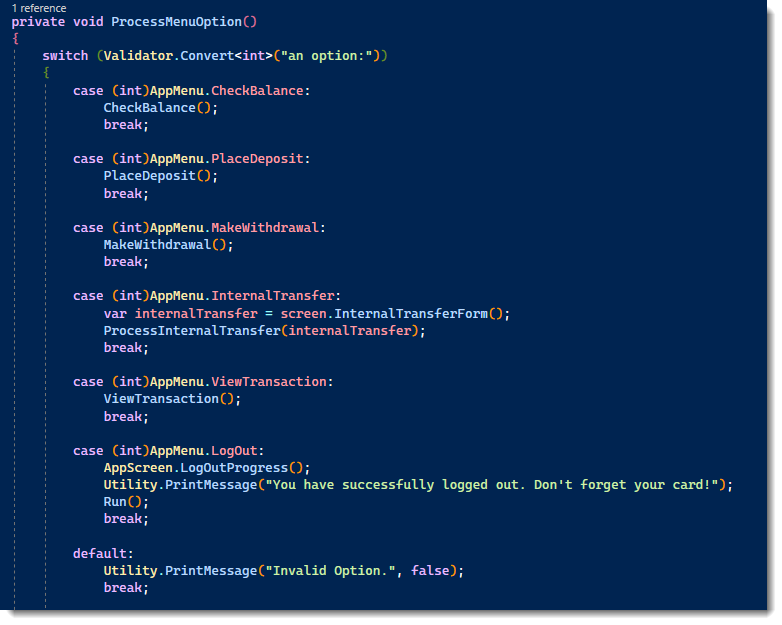 1 reference
private void ProcessMenuOption()
{
    switch (Validator.Convert<int>("an option:"))
    {
        case (int)AppMenu.CheckBalance:
            CheckBalance();
            break;

        case (int)AppMenu.PlaceDeposit:
            PlaceDeposit();
            break;

        case (int)AppMenu.MakeWithdrawal:
            MakeWithdrawal();
            break;

        case (int)AppMenu.InternalTransfer:
            var internalTransfer = screen.InternalTransferForm();
            ProcessInternalTransfer(internalTransfer);
            break;

        case (int)AppMenu.ViewTransaction:
            ViewTransaction();
            break;

        case (int)AppMenu.LogOut:
            AppScreen.LogOutProgress();
            Utility.PrintMessage("You have successfully logged out. Don't forget your card!");
            Run();
            break;

        default:
            Utility.PrintMessage("Invalid Option.", false);
            break;